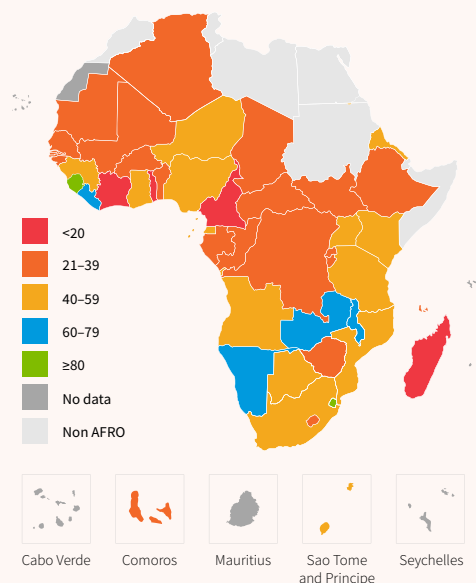 <20
21–39
40–59
60–79
≥80
No data
Non AFRO
Cabo Verde
Comoros
Mauritius
Sao Tome
and Principe
Seychelles